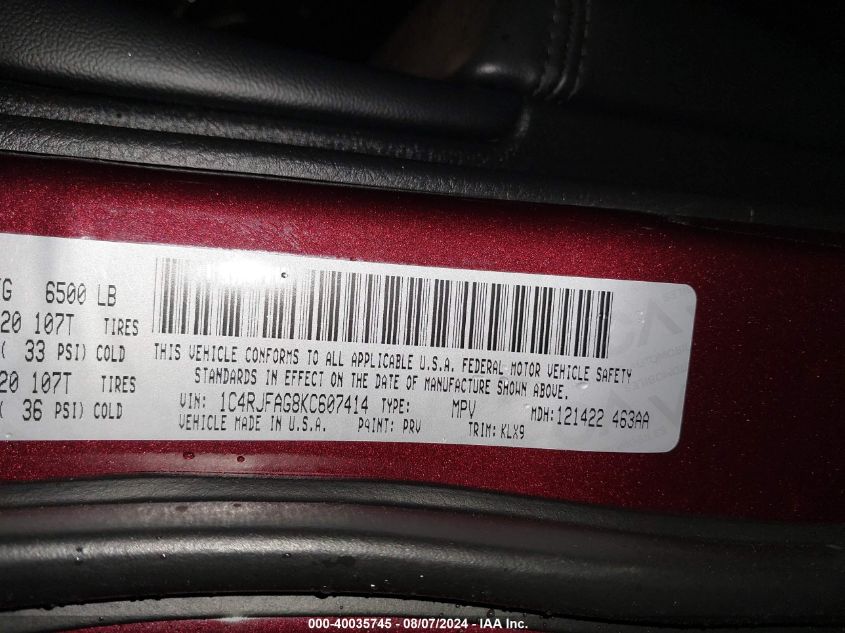 TG 6500 LB
20 107T TIRES
( 33 PSI) COLD
20 107T TIRES
( 36 PSI) COLD
THIS VEHICLE CONFORMS TO ALL APPLICABLE U.S.A. FEDERAL MOTOR VEHICLE SAFETY
STANDARDS IN EFFECT ON THE DATE OF MANUFACTURE SHOWN ABOVE.
VIN: 1C4RJFAG8KC607414 TYPE: MPV MDH:121422 463AA
VEHICLE MADE IN U.S.A. PAINT: PRV TRIM: KLX9
000-40035745 - 08/07/2024 - IAA Inc.